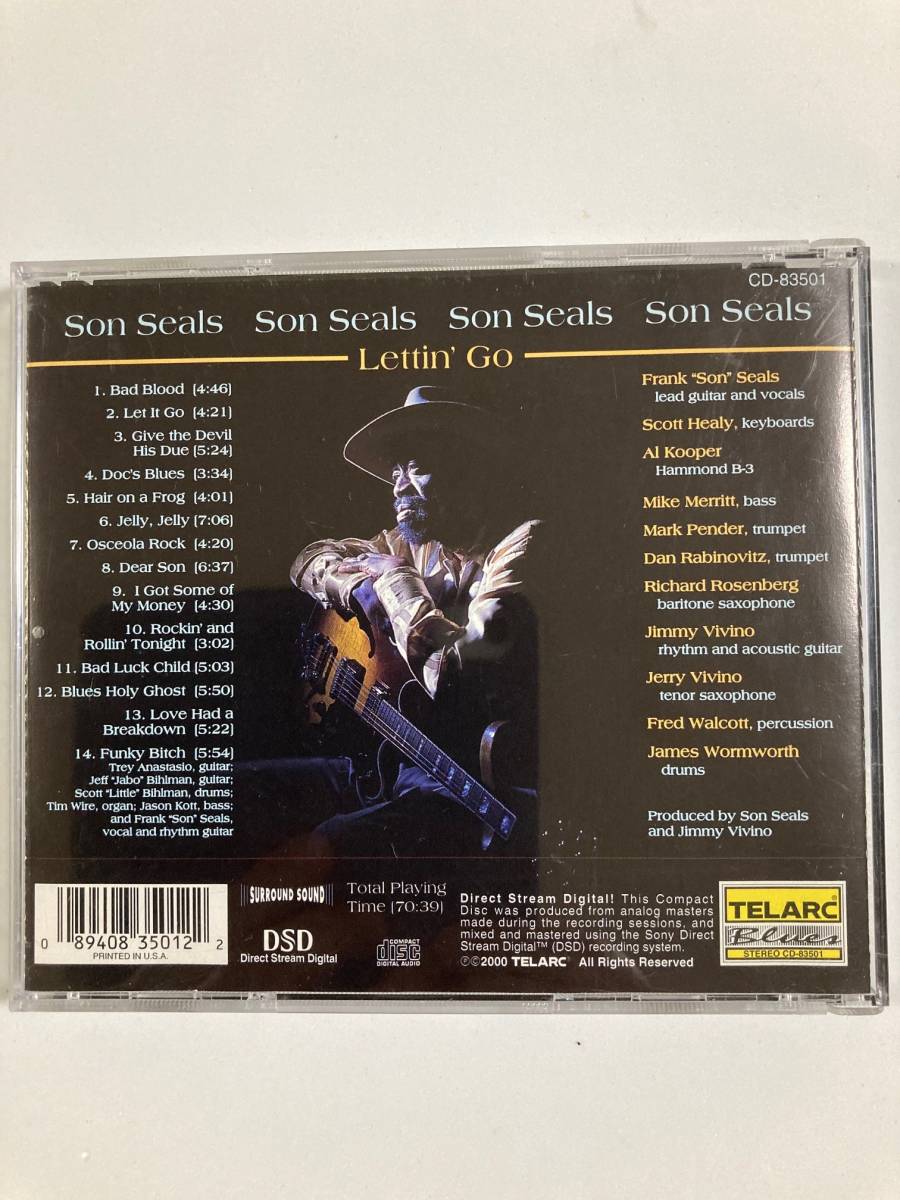 CD-83501
Son Seals Son Seals Son Seals Son Seals
Lettin' Go
1. Bad Blood [4:46]
2. Let It Go [4:21]
3. Give the Devil
His Due [5:24]
4. Doc's Blues [3:34]
5. Hair on a Frog [4:01]
6. Jelly, Jelly [7:06]
7. Osceola Rock [4:20]
8. Dear Son [6:37]
9. I Got Some of
My Money [4:30]
10. Rockin' and
Rollin' Tonight [3:02]
11. Bad Luck Child [5:03]
12. Blues Holy Ghost [5:50]
13. Love Had a
Breakdown [5:22]
14. Funky Bitch [5:54]
Trey Anastasio, guitar;
Jeff "Jabo" Bihlman, guitar;
Scott "Little" Bihlman, drums;
Tim Wire, organ; Jason Kott, bass;
and Frank "Son" Seals,
vocal and rhythm guitar
Frank "Son" Seals
lead guitar and vocals
Scott Healy, keyboards
Al Kooper
Hammond B-3
Mike Merritt, bass
Mark Pender, trumpet
Dan Rabinovitz, trumpet
Richard Rosenberg
baritone saxophone
Jimmy Vivino
rhythm and acoustic guitar
Jerry Vivino
tenor saxophone
Fred Walcott, percussion
James Wormworth
drums
Produced by Son Seals
and Jimmy Vivino
0 89408 35012 2
PRINTED IN U.S.A.
SURROUND SOUND
DSD
Direct Stream Digital
Total Playing
Time [70:39]
COMPACT
disc
DIGITAL AUDIO
Direct Stream Digital! This Compact
Disc was produced from analog masters
made during the recording sessions, and
mixed and mastered using the Sony Direct
Stream Digital™ (DSD) recording system.
℗©2000 TELARC® All Rights Reserved
TELARC®
Blues
STEREO CD-83501